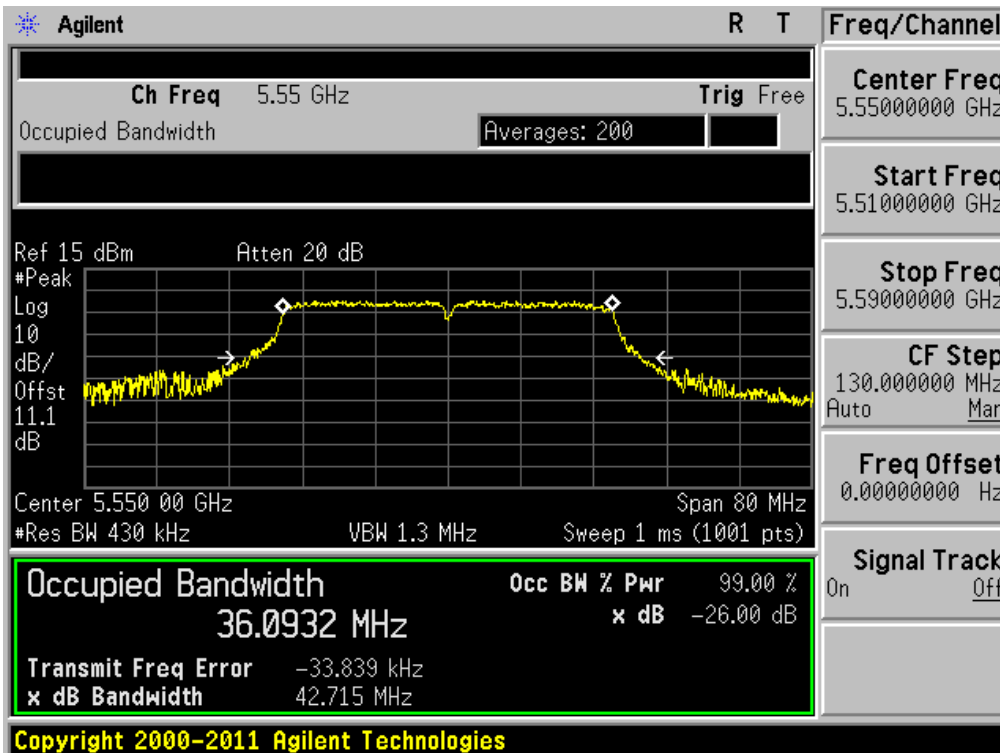 Agilent R T
Freq/Channel
Ch Freq 5.55 GHz Trig Free
Occupied Bandwidth Averages: 200
Center Freq
5.55000000 GHz
Start Freq
5.51000000 GHz
Stop Freq
5.59000000 GHz
CF Step
130.000000 MHz
Auto Man
Freq Offset
0.00000000 Hz
Signal Track
On Off
Ref 15 dBm Atten 20 dB
#Peak
Log
10
dB/
Offst
11.1
dB
Center 5.550 00 GHz Span 80 MHz
#Res BW 430 kHz VBW 1.3 MHz Sweep 1 ms (1001 pts)
Occupied Bandwidth Occ BW % Pwr 99.00 %
36.0932 MHz x dB -26.00 dB
Transmit Freq Error -33.839 kHz
x dB Bandwidth 42.715 MHz
Copyright 2000-2011 Agilent Technologies